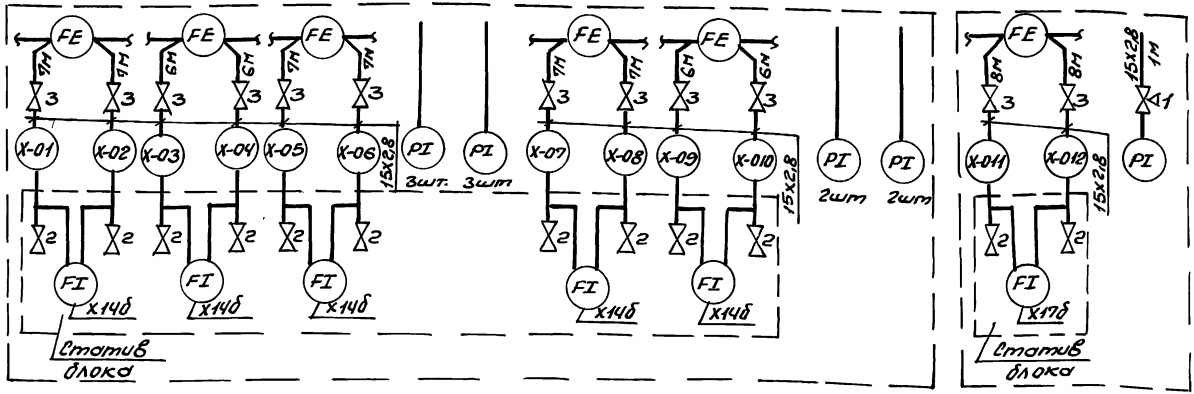 FE FE FE FE FE FE
7м 7м 6м 6м 7м 7м 7м 7м 6м 6м 8м 8м 15х2,8 1м
3 3 3 3 3 3 3 3 3 3 3 3 1
Х-01 Х-02 Х-03 Х-04 Х-05 Х-06 15х2,8 PI PI Х-07 Х-08 Х-09 Х-010 15х2,8 PI PI Х-011 Х-012 15х2,8 PI
3шт. 3шт 2шт 2шт
2 2 2 2 2 2 2 2 2 2 2 2
FI FI FI FI FI FI
Х14б Х14б Х14б Х14б Х14б Х17б
Статив
блока
Статив
блока